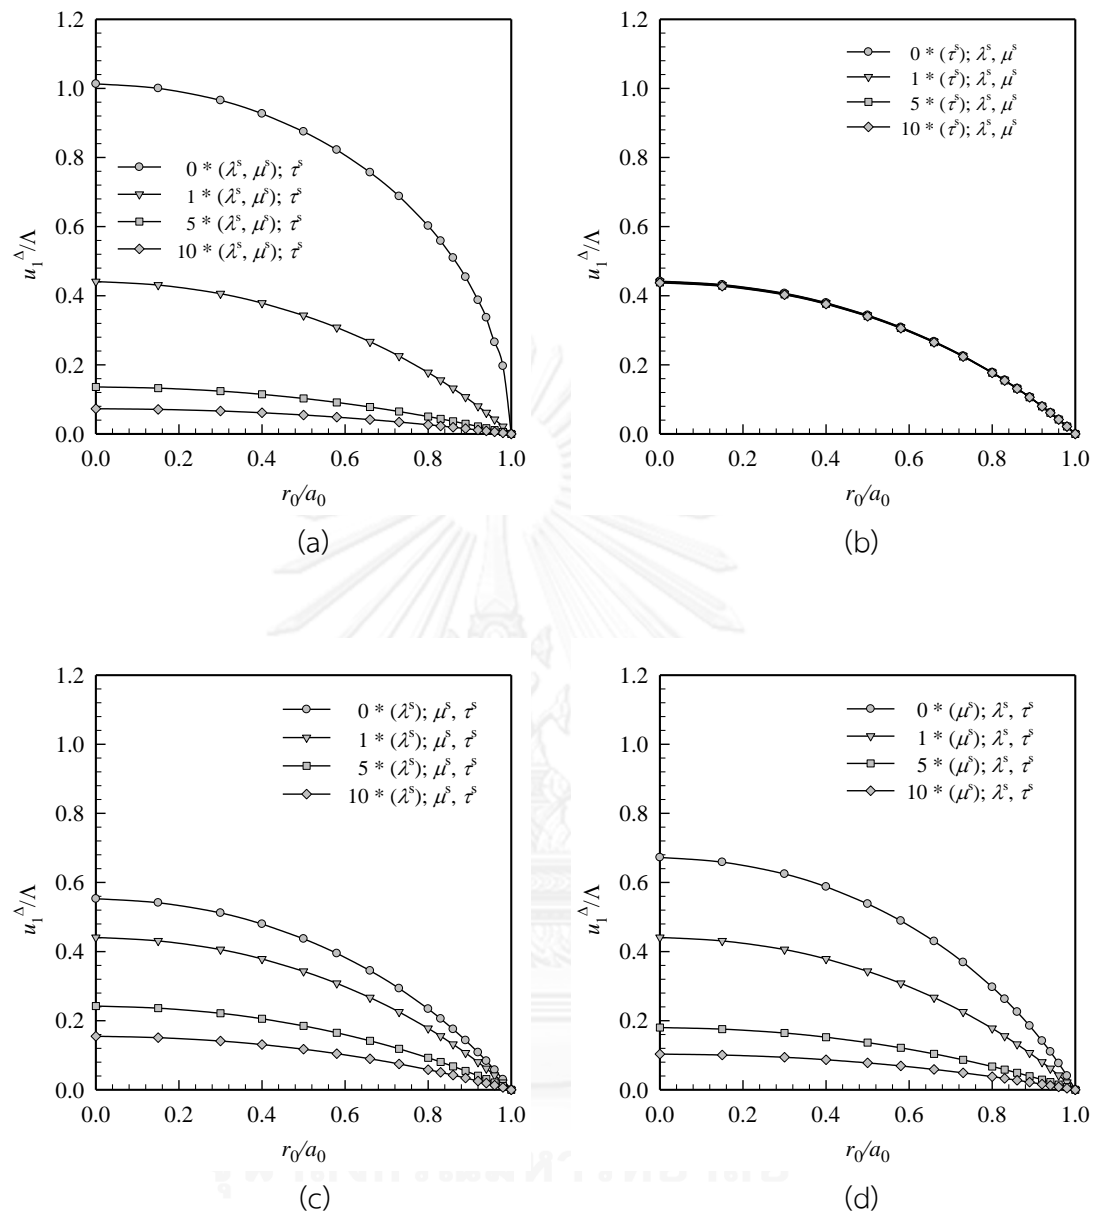 1.2
1.0
0.8
0.6
0.4
0.2
0.0
u₁^Δ/Λ
0 * (λˢ, μˢ); τˢ
1 * (λˢ, μˢ); τˢ
5 * (λˢ, μˢ); τˢ
10 * (λˢ, μˢ); τˢ
0.0 0.2 0.4 0.6 0.8 1.0
r₀/a₀
(a)
1.2
1.0
0.8
0.6
0.4
0.2
0.0
u₁^Δ/Λ
0 * (τˢ); λˢ, μˢ
1 * (τˢ); λˢ, μˢ
5 * (τˢ); λˢ, μˢ
10 * (τˢ); λˢ, μˢ
0.0 0.2 0.4 0.6 0.8 1.0
r₀/a₀
(b)
1.2
1.0
0.8
0.6
0.4
0.2
0.0
u₁^Δ/Λ
0 * (λˢ); μˢ, τˢ
1 * (λˢ); μˢ, τˢ
5 * (λˢ); μˢ, τˢ
10 * (λˢ); μˢ, τˢ
0.0 0.2 0.4 0.6 0.8 1.0
r₀/a₀
(c)
1.2
1.0
0.8
0.6
0.4
0.2
0.0
u₁^Δ/Λ
0 * (μˢ); λˢ, τˢ
1 * (μˢ); λˢ, τˢ
5 * (μˢ); λˢ, τˢ
10 * (μˢ); λˢ, τˢ
0.0 0.2 0.4 0.6 0.8 1.0
r₀/a₀
(d)